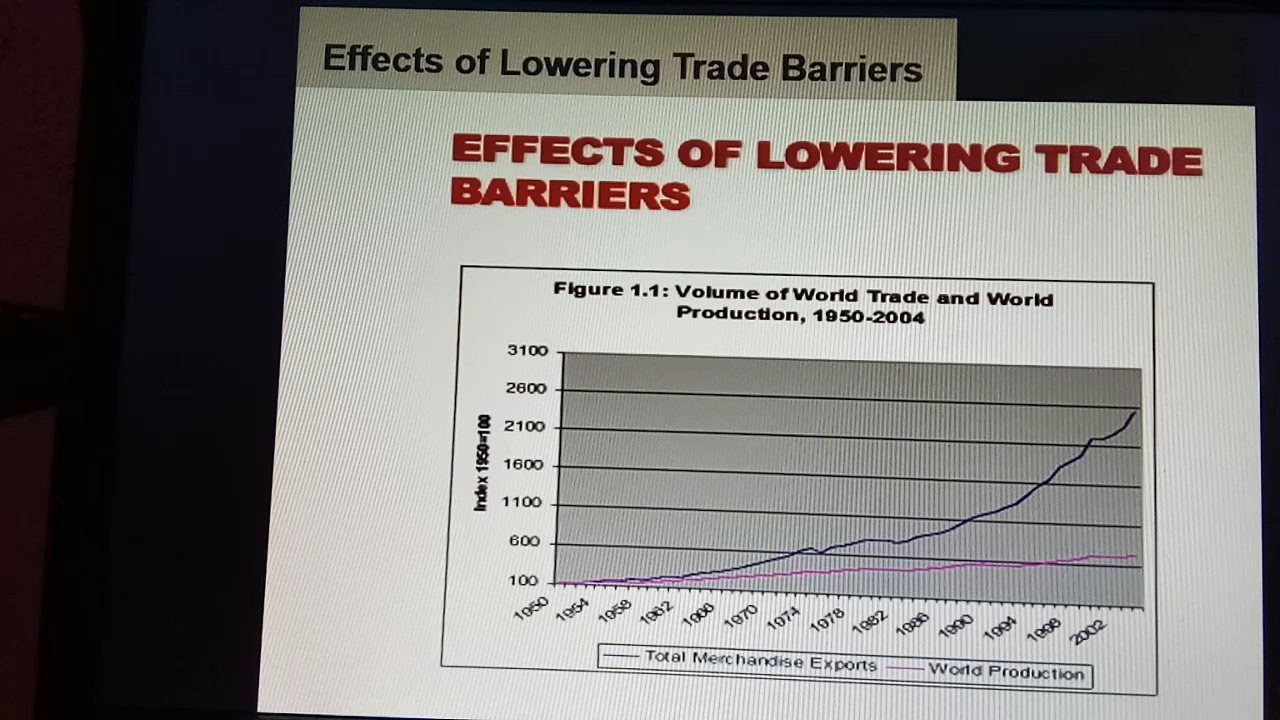 Effects of Lowering Trade Barriers
EFFECTS OF LOWERING TRADE
BARRIERS
Figure 1.1: Volume of World Trade and World
Production, 1950-2004
3100
2600
2100
1600
1100
600
100
Index 1950=100
1950 1954 1958 1962 1966 1970 1974 1978 1982 1986 1990 1994 1998 2002
Total Merchandise Exports World Production